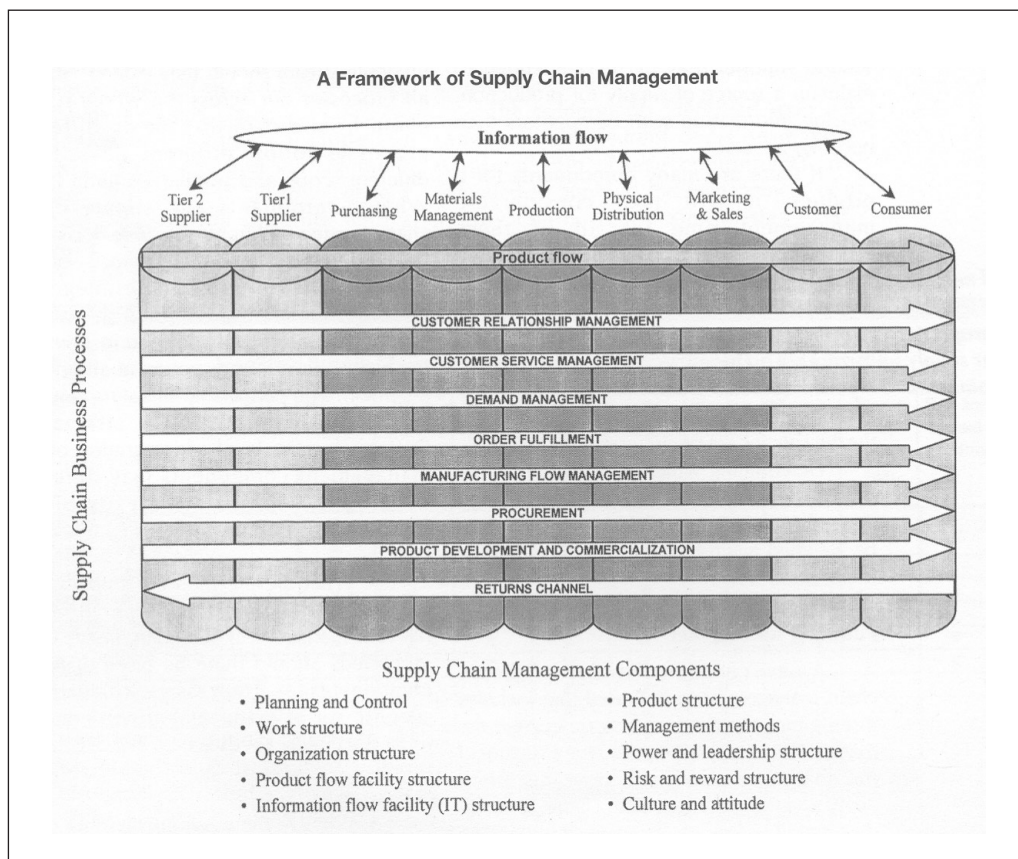 A Framework of Supply Chain Management
Information flow
Tier 2
Supplier
Tier1
Supplier
Purchasing
Materials
Management
Production
Physical
Distribution
Marketing
& Sales
Customer
Consumer
Product flow
Supply Chain Business Processes
CUSTOMER RELATIONSHIP MANAGEMENT
CUSTOMER SERVICE MANAGEMENT
DEMAND MANAGEMENT
ORDER FULFILLMENT
MANUFACTURING FLOW MANAGEMENT
PROCUREMENT
PRODUCT DEVELOPMENT AND COMMERCIALIZATION
RETURNS CHANNEL
Supply Chain Management Components
• Planning and Control
• Work structure
• Organization structure
• Product flow facility structure
• Information flow facility (IT) structure
• Product structure
• Management methods
• Power and leadership structure
• Risk and reward structure
• Culture and attitude